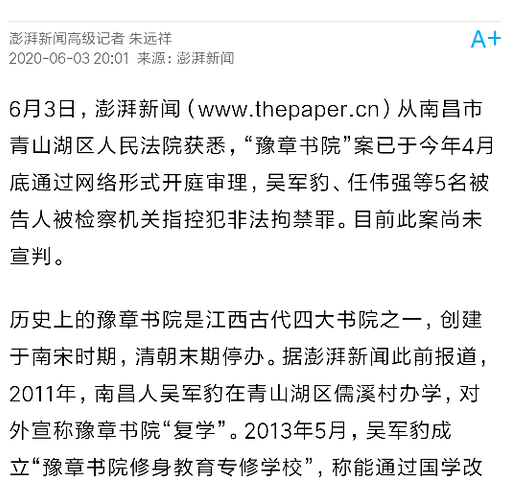 澎湃新闻高级记者 朱远祥
A+
2020-06-03 20:01 来源：澎湃新闻
6月3日，澎湃新闻（www.thepaper.cn）从南昌市
青山湖区人民法院获悉，“豫章书院”案已于今年4月
底通过网络形式开庭审理，吴军豹、任伟强等5名被
告人被检察机关指控犯非法拘禁罪。目前此案尚未
宣判。
历史上的豫章书院是江西古代四大书院之一，创建
于南宋时期，清朝末期停办。据澎湃新闻此前报道，
2011年，南昌人吴军豹在青山湖区儒溪村办学，对
外宣称豫章书院“复学”。2013年5月，吴军豹成
立“豫章书院修身教育专修学校”，称能通过国学改